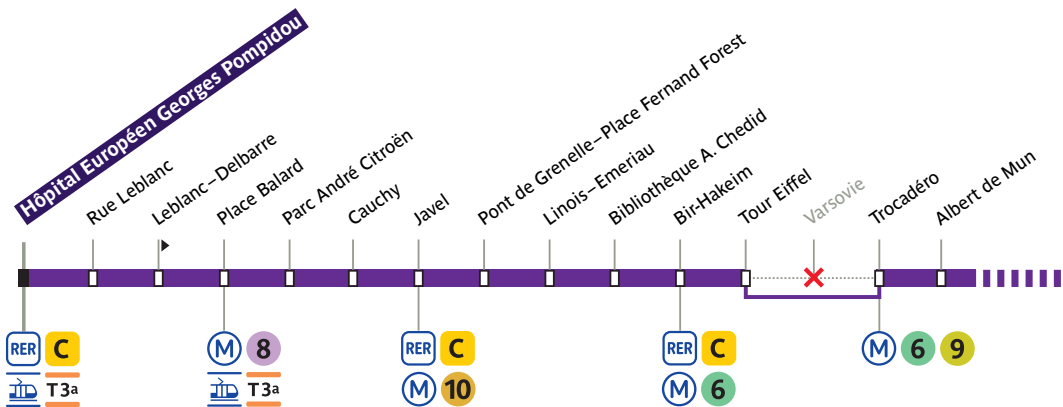 Hôpital Européen Georges Pompidou
Rue Leblanc
Leblanc–Delbarre
Place Balard
Parc André Citroën
Cauchy
Javel
Pont de Grenelle–Place Fernand Forest
Linois–Emeriau
Bibliothèque A. Chedid
Bir-Hakeim
Tour Eiffel
Varsovie
Trocadéro
Albert de Mun
RER C
T3a
M 8
T3a
RER C
M 10
RER C
M 6
M 6 9